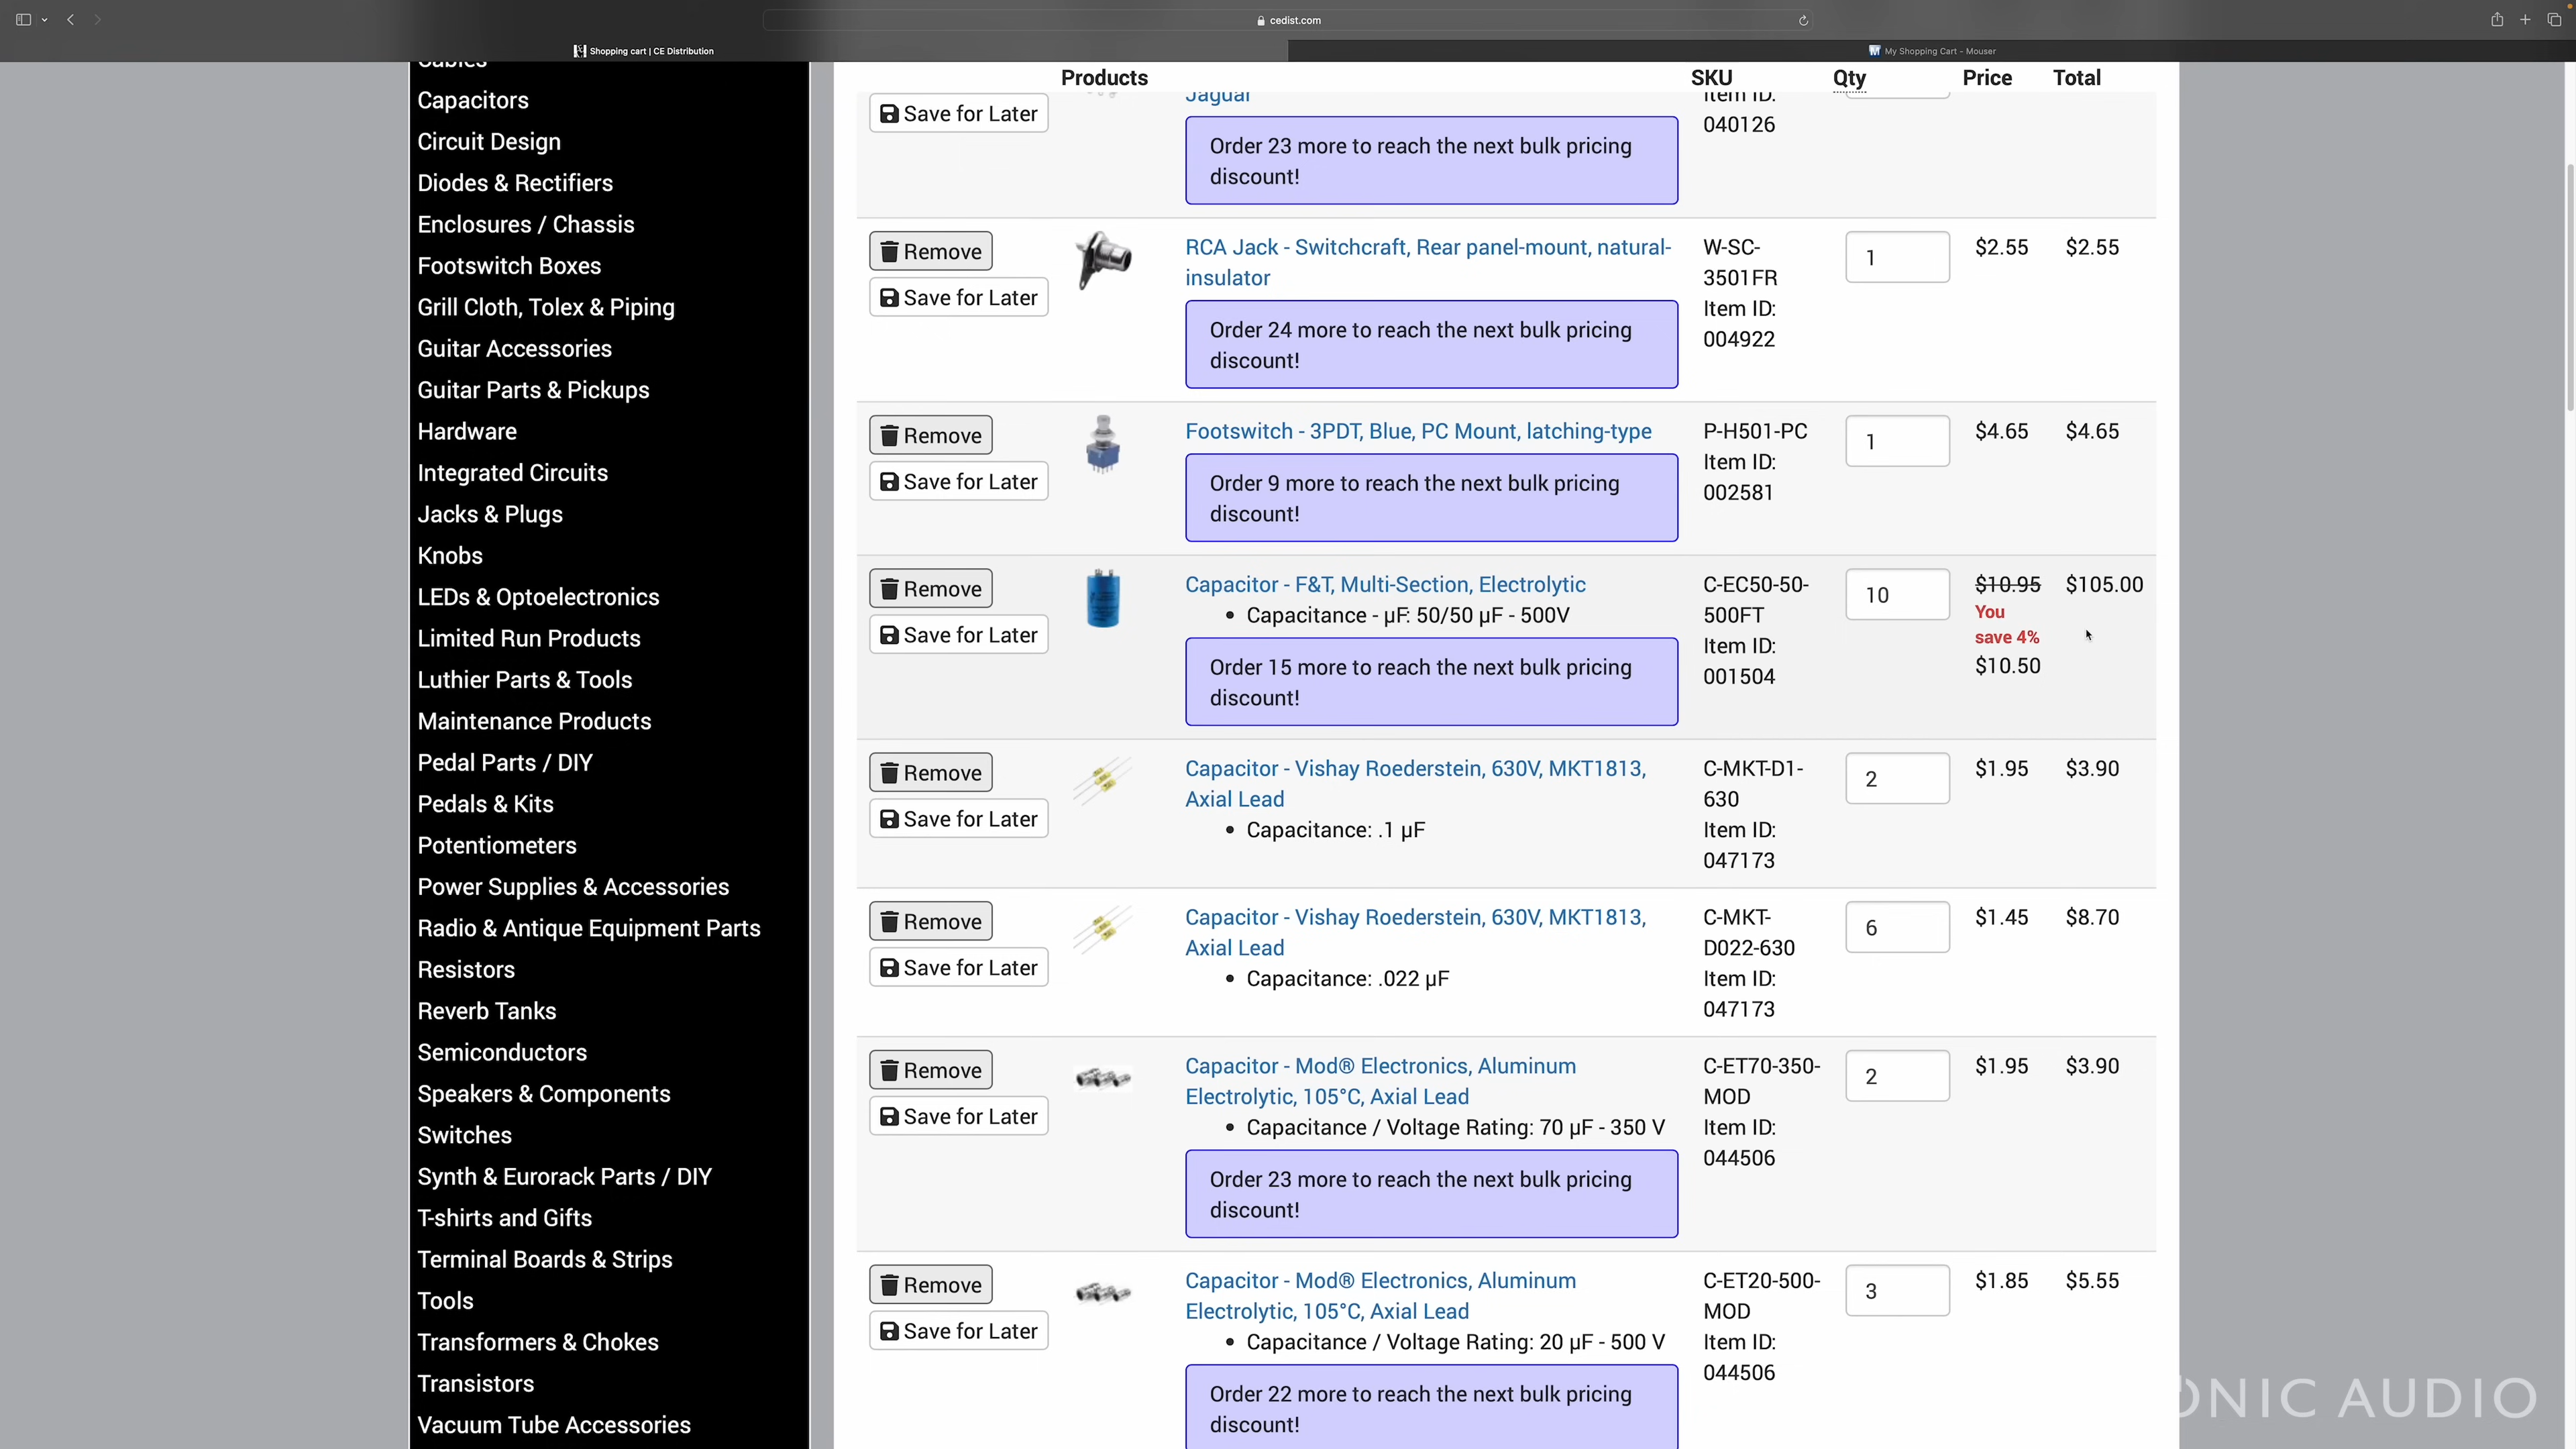 cedist.com
Shopping cart | CE Distribution
My Shopping Cart - Mouser
Products
SKU
Qty
Price
Total
Cables
Capacitors
Circuit Design
Diodes & Rectifiers
Enclosures / Chassis
Footswitch Boxes
Grill Cloth, Tolex & Piping
Guitar Accessories
Guitar Parts & Pickups
Hardware
Integrated Circuits
Jacks & Plugs
Knobs
LEDs & Optoelectronics
Limited Run Products
Luthier Parts & Tools
Maintenance Products
Pedal Parts / DIY
Pedals & Kits
Potentiometers
Power Supplies & Accessories
Radio & Antique Equipment Parts
Resistors
Reverb Tanks
Semiconductors
Speakers & Components
Switches
Synth & Eurorack Parts / DIY
T-shirts and Gifts
Terminal Boards & Strips
Tools
Transformers & Chokes
Transistors
Vacuum Tube Accessories
Save for Later
Jaguar
Order 23 more to reach the next bulk pricing
discount!
Item ID:
040126
Remove
Save for Later
RCA Jack - Switchcraft, Rear panel-mount, natural-
insulator
Order 24 more to reach the next bulk pricing
discount!
W-SC-
3501FR
Item ID:
004922
1
$2.55
$2.55
Remove
Save for Later
Footswitch - 3PDT, Blue, PC Mount, latching-type
Order 9 more to reach the next bulk pricing
discount!
P-H501-PC
Item ID:
002581
1
$4.65
$4.65
Remove
Save for Later
Capacitor - F&T, Multi-Section, Electrolytic
• Capacitance - µF: 50/50 µF - 500V
Order 15 more to reach the next bulk pricing
discount!
C-EC50-50-
500FT
Item ID:
001504
10
$10.95
You
save 4%
$10.50
$105.00
Remove
Save for Later
Capacitor - Vishay Roederstein, 630V, MKT1813,
Axial Lead
• Capacitance: .1 µF
C-MKT-D1-
630
Item ID:
047173
2
$1.95
$3.90
Remove
Save for Later
Capacitor - Vishay Roederstein, 630V, MKT1813,
Axial Lead
• Capacitance: .022 µF
C-MKT-
D022-630
Item ID:
047173
6
$1.45
$8.70
Remove
Save for Later
Capacitor - Mod® Electronics, Aluminum
Electrolytic, 105°C, Axial Lead
• Capacitance / Voltage Rating: 70 µF - 350 V
Order 23 more to reach the next bulk pricing
discount!
C-ET70-350-
MOD
Item ID:
044506
2
$1.95
$3.90
Remove
Save for Later
Capacitor - Mod® Electronics, Aluminum
Electrolytic, 105°C, Axial Lead
• Capacitance / Voltage Rating: 20 µF - 500 V
Order 22 more to reach the next bulk pricing
discount!
C-ET20-500-
MOD
Item ID:
044506
3
$1.85
$5.55
ONIC AUDIO